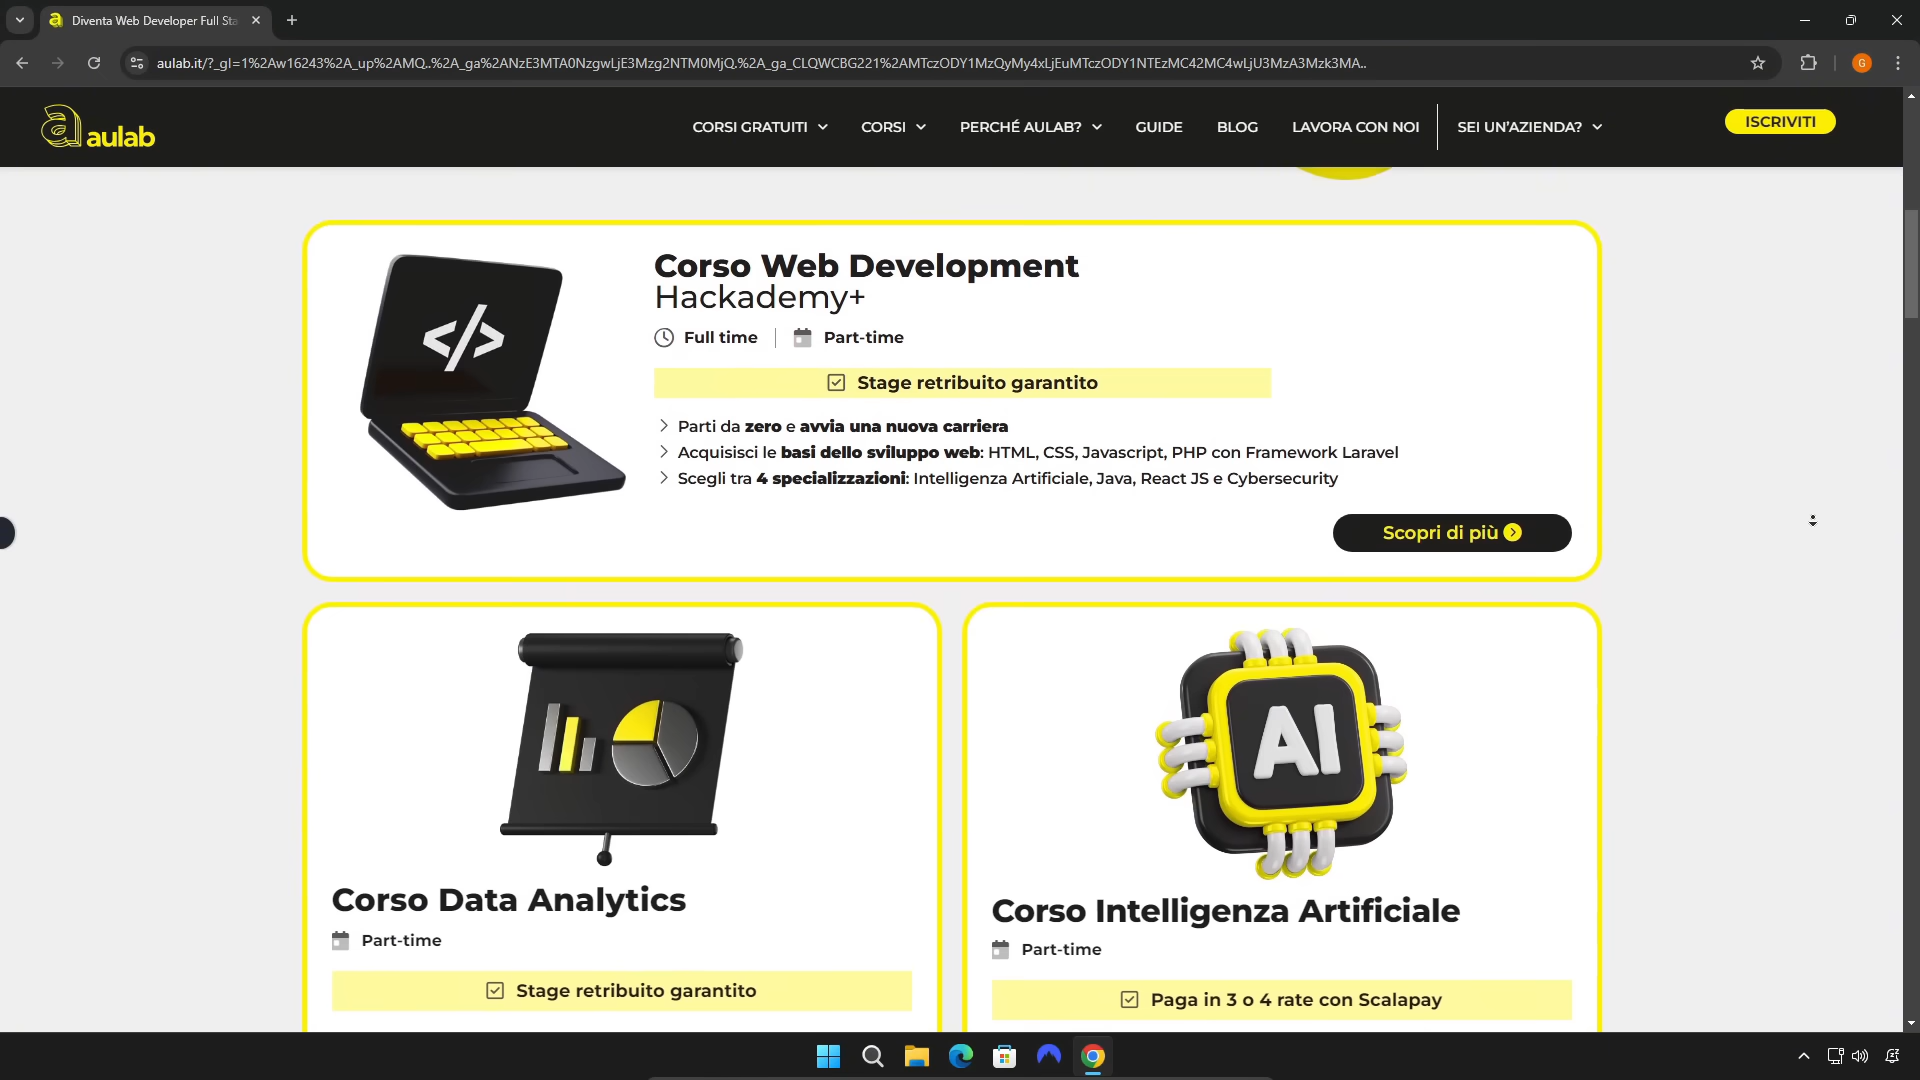 Diventa Web Developer Full Sta
aulab.it/?_gl=1%2Aw16243%2A_up%2AMQ..%2A_ga%2ANzE3MTA0NzgwLjE3Mzg2NTM0MjQ.%2A_ga_CLQWCBG221%2AMTczODY1MzQyMy4xLjEuMTczODY1NTEzMC42MC4wLjU3MzA3Mzk3MA..
G
aulab
CORSI GRATUITI
CORSI
PERCHÉ AULAB?
GUIDE
BLOG
LAVORA CON NOI
SEI UN'AZIENDA?
ISCRIVITI
</>
Corso Web Development
Hackademy+
Full time
Part-time
Stage retribuito garantito
Parti da zero e avvia una nuova carriera
Acquisisci le basi dello sviluppo web: HTML, CSS, Javascript, PHP con Framework Laravel
Scegli tra 4 specializzazioni: Intelligenza Artificiale, Java, React JS e Cybersecurity
Scopri di più
Corso Data Analytics
Part-time
Stage retribuito garantito
AI
Corso Intelligenza Artificiale
Part-time
Paga in 3 o 4 rate con Scalapay